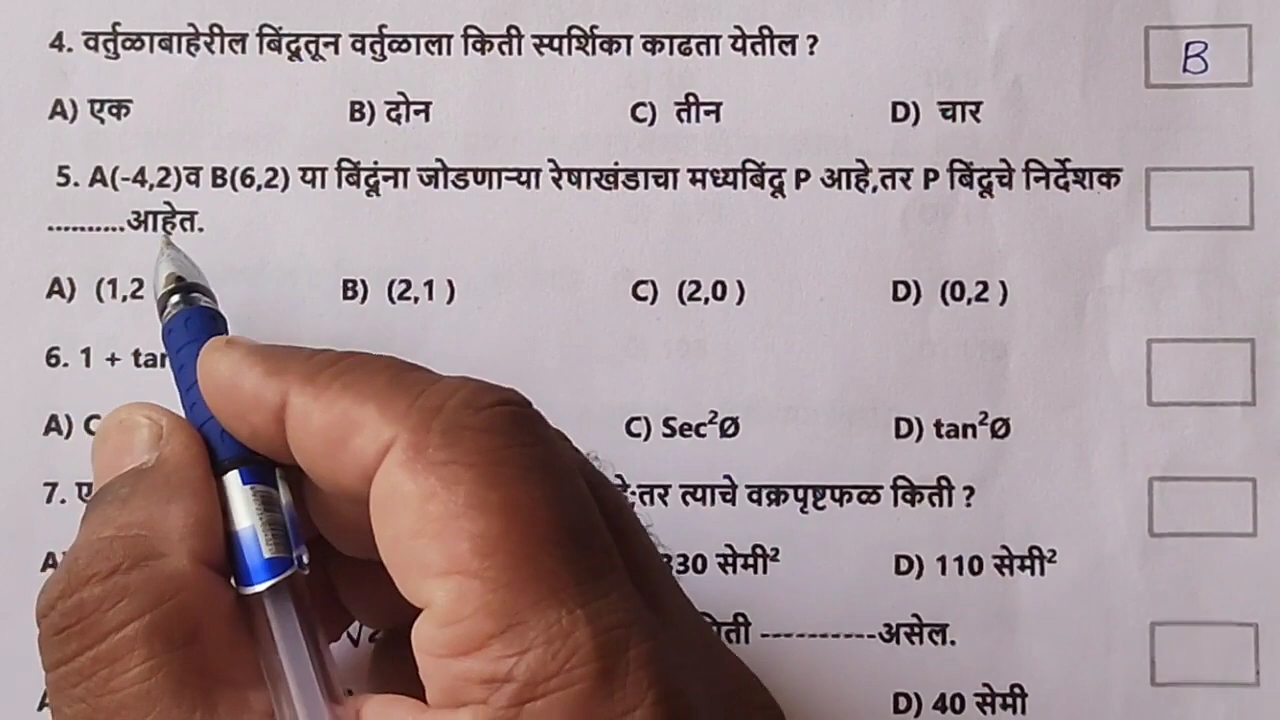 4. वर्तुळाबाहेरील बिंदूतून वर्तुळाला किती स्पर्शिका काढता येतील ?
B
A) एक B) दोन C) तीन D) चार
5. A(-4,2)व B(6,2) या बिंदूंना जोडणाऱ्या रेषाखंडाचा मध्यबिंदू P आहे,तर P बिंदूचे निर्देशक
..........आहेत.
A) (1,2 B) (2,1 ) C) (2,0 ) D) (0,2 )
6. 1 + tan
A) C) Sec²Ø D) tan²Ø
7. तर त्याचे वक्रपृष्टफळ किती ?
30 सेमी² D) 110 सेमी²
----------असेल.
D) 40 सेमी